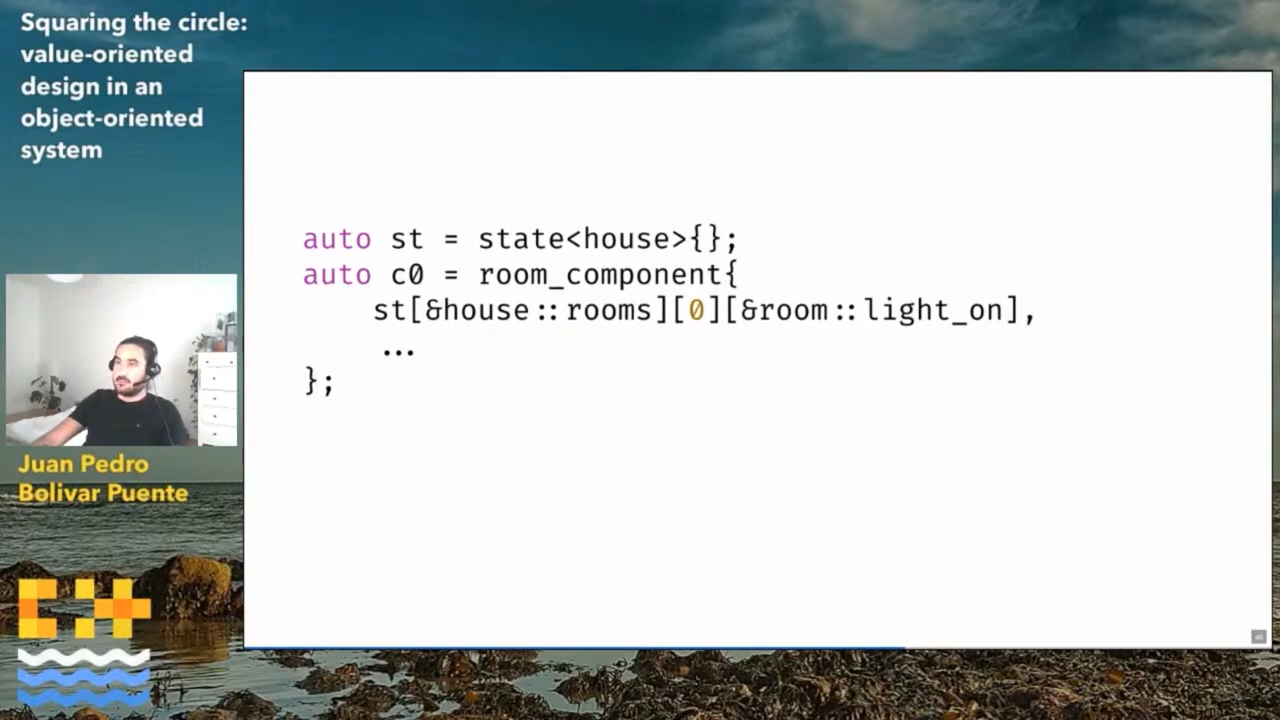 Squaring the circle:
value-oriented
design in an
object-oriented
system
auto st = state<house>{};
auto c0 = room_component{
    st[&house::rooms][0][&room::light_on],
    ...
};
Juan Pedro
Bolivar Puente
C++
46